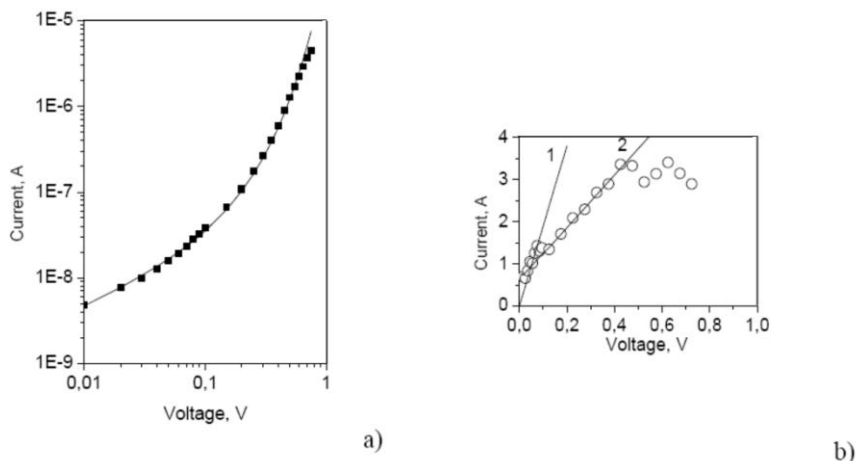 1E-5
1E-6
1E-7
1E-8
1E-9
Current, A
0,01
0,1
1
Voltage, V
a)
4
3
2
1
0
Current, A
1
2
0,0
0,2
0,4
0,6
0,8
1,0
Voltage, V
b)